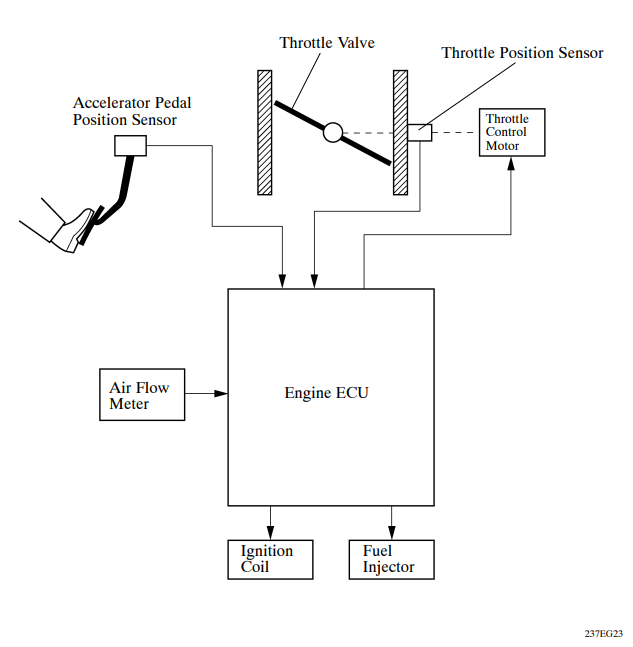 Throttle Valve
Throttle Position Sensor
Accelerator Pedal
Position Sensor
Throttle
Control
Motor
Air Flow
Meter
Engine ECU
Ignition
Coil
Fuel
Injector
237EG23